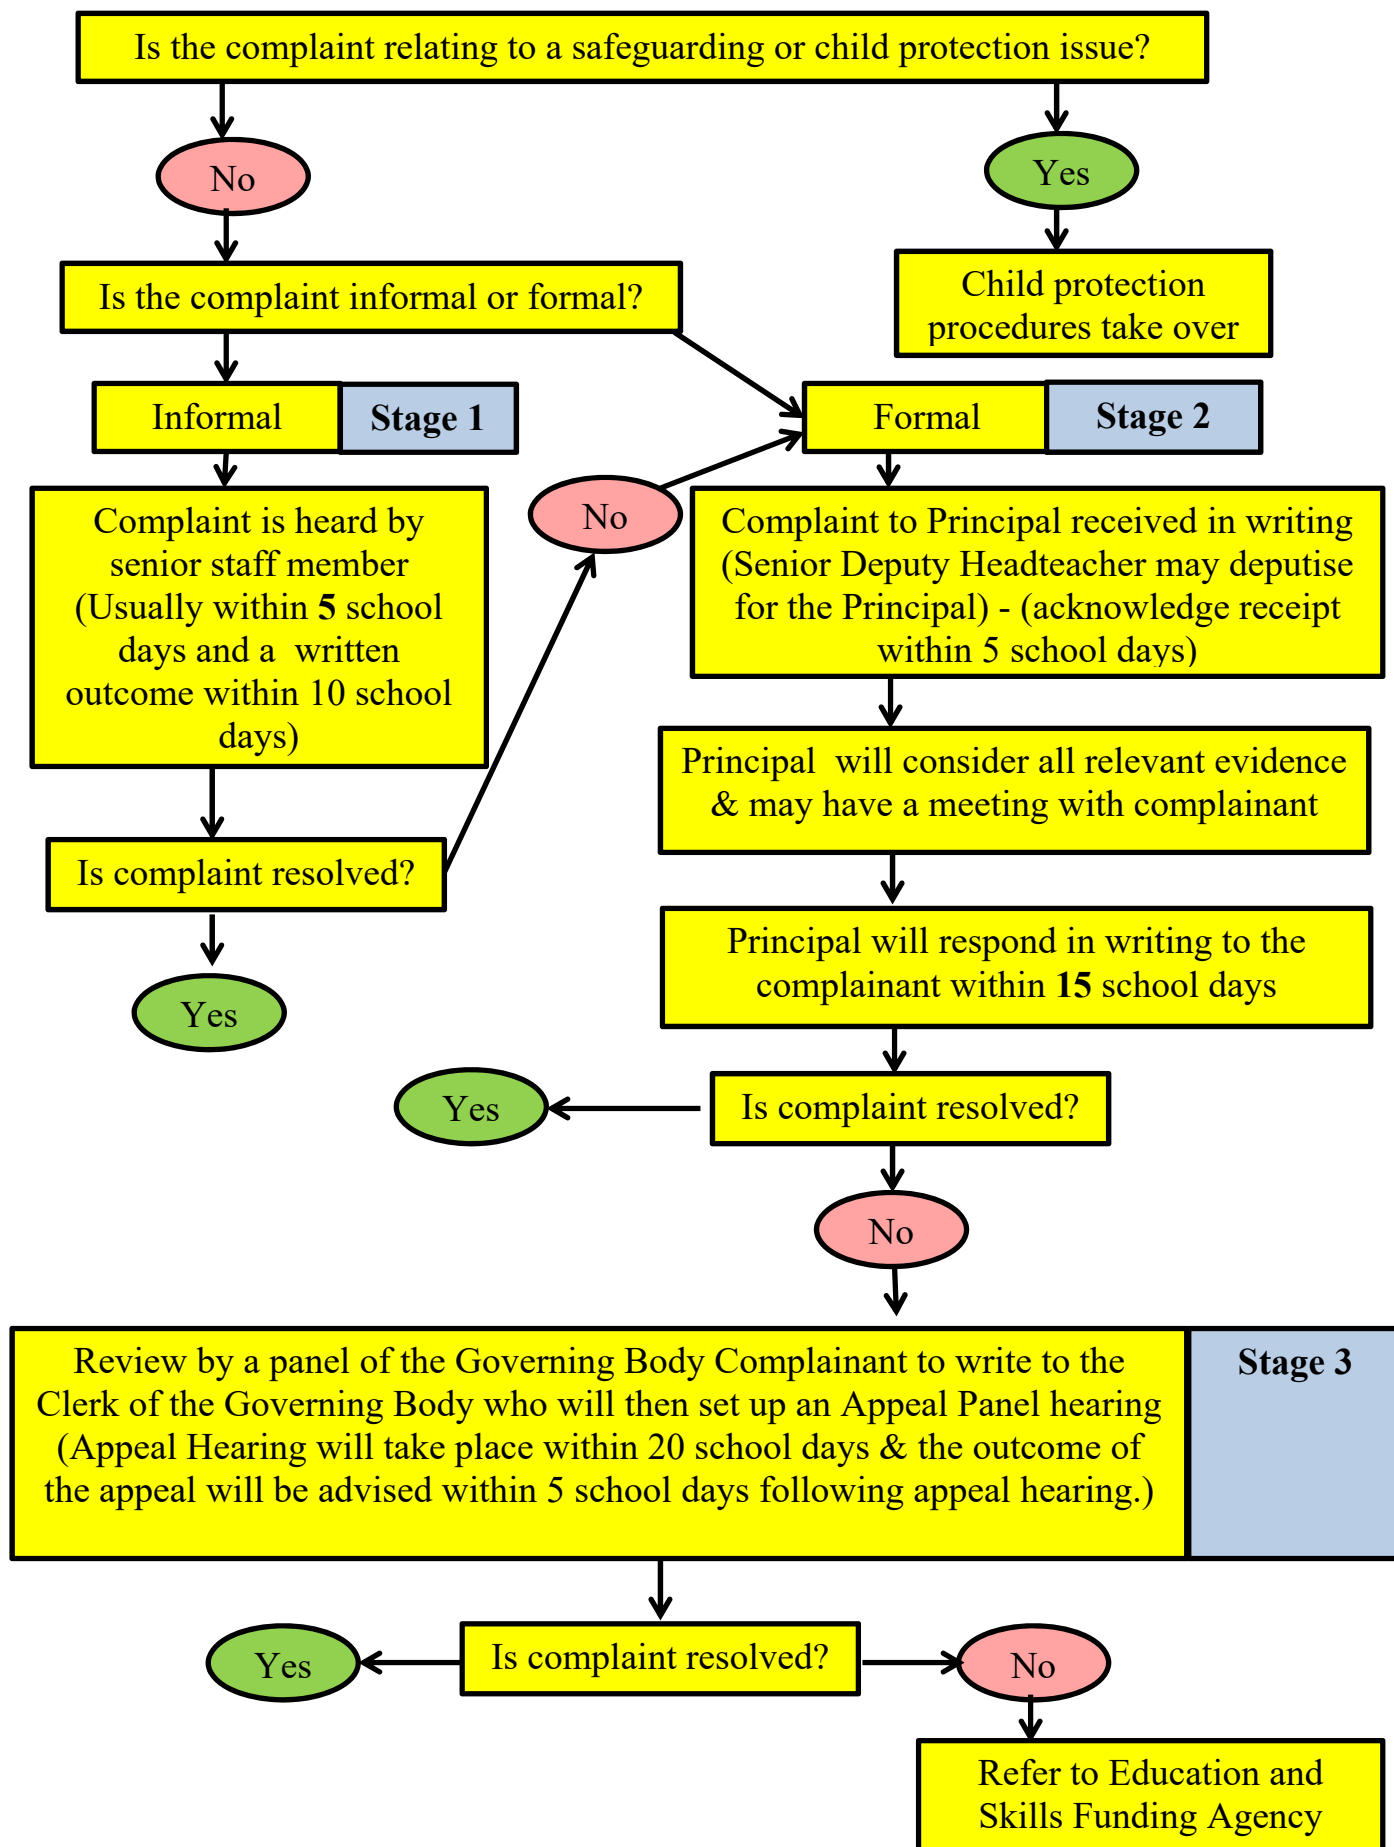 Is the complaint relating to a safeguarding or child protection issue?
No
Yes
Is the complaint informal or formal?
Child protection
procedures take over
Informal
Stage 1
Formal
Stage 2
Complaint is heard by
senior staff member
(Usually within 5 school
days and a written
outcome within 10 school
days)
No
Complaint to Principal received in writing
(Senior Deputy Headteacher may deputise
for the Principal) - (acknowledge receipt
within 5 school days)
Principal will consider all relevant evidence
& may have a meeting with complainant
Is complaint resolved?
Principal will respond in writing to the
complainant within 15 school days
Yes
Yes
Is complaint resolved?
No
Review by a panel of the Governing Body Complainant to write to the
Clerk of the Governing Body who will then set up an Appeal Panel hearing
(Appeal Hearing will take place within 20 school days & the outcome of
the appeal will be advised within 5 school days following appeal hearing.)
Stage 3
Yes
Is complaint resolved?
No
Refer to Education and
Skills Funding Agency